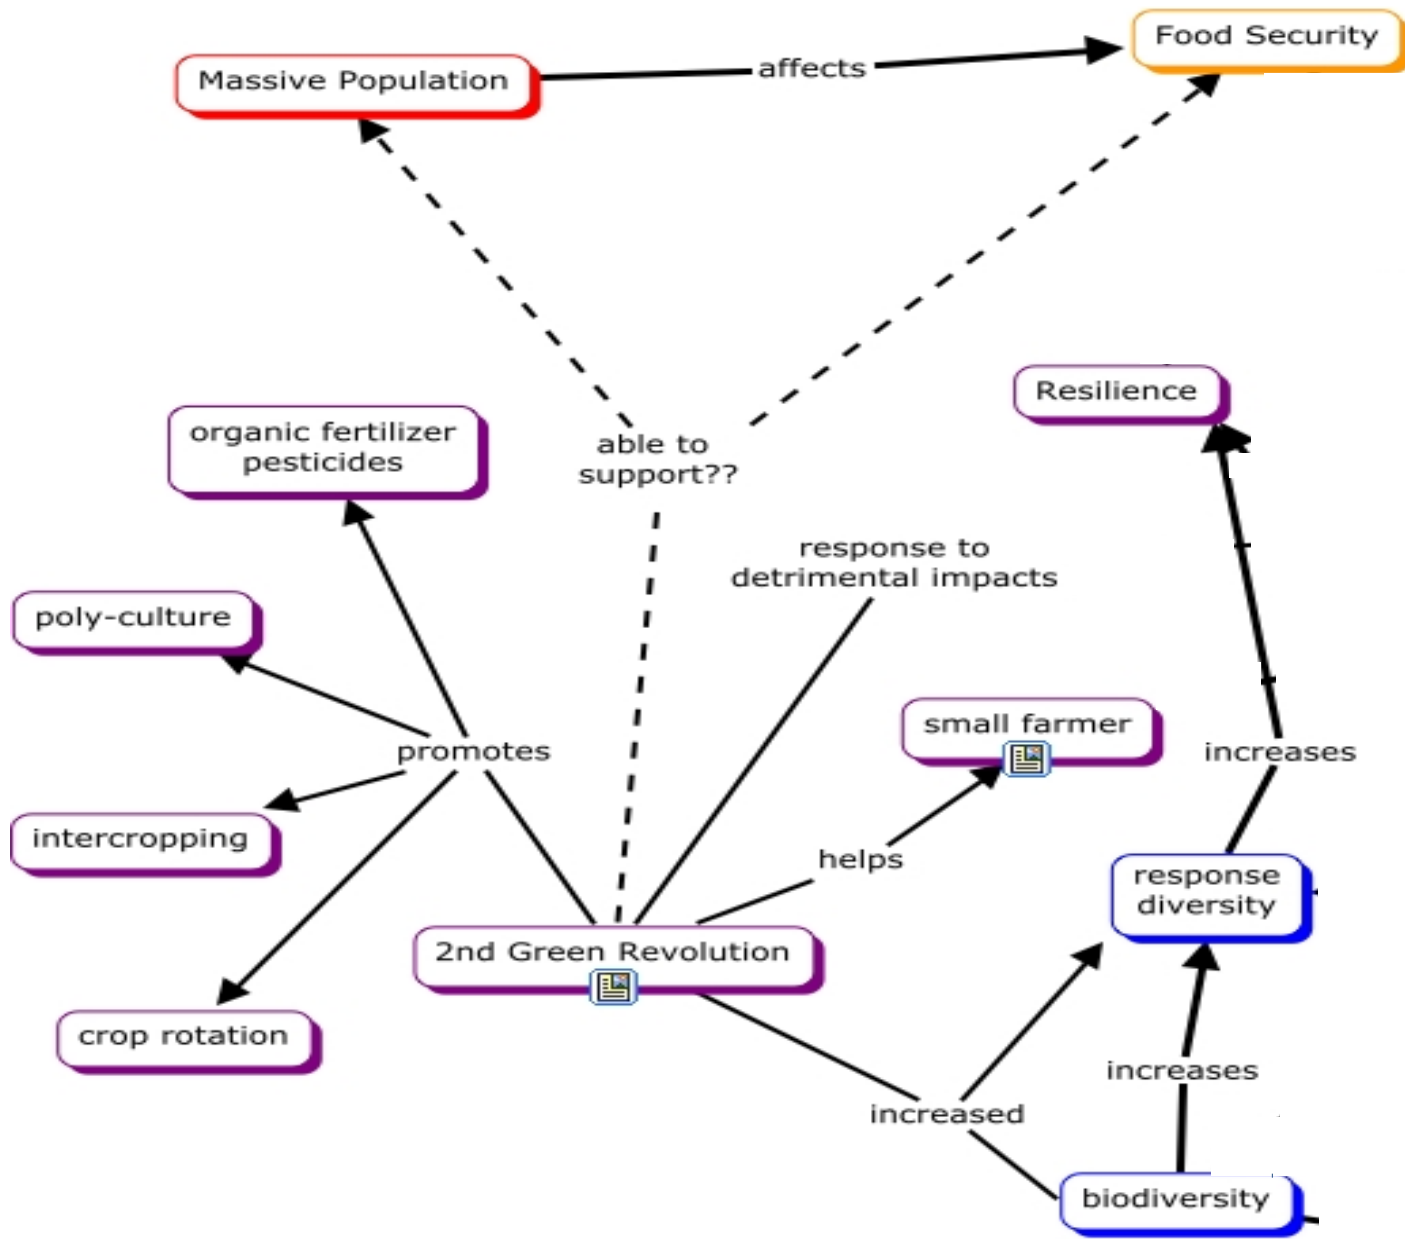 Food Security
Massive Population
affects
Resilience
organic fertilizer
pesticides
able to
support??
response to
detrimental impacts
poly-culture
small farmer
promotes
increases
intercropping
helps
response
diversity
2nd Green Revolution
crop rotation
increases
increased
biodiversity